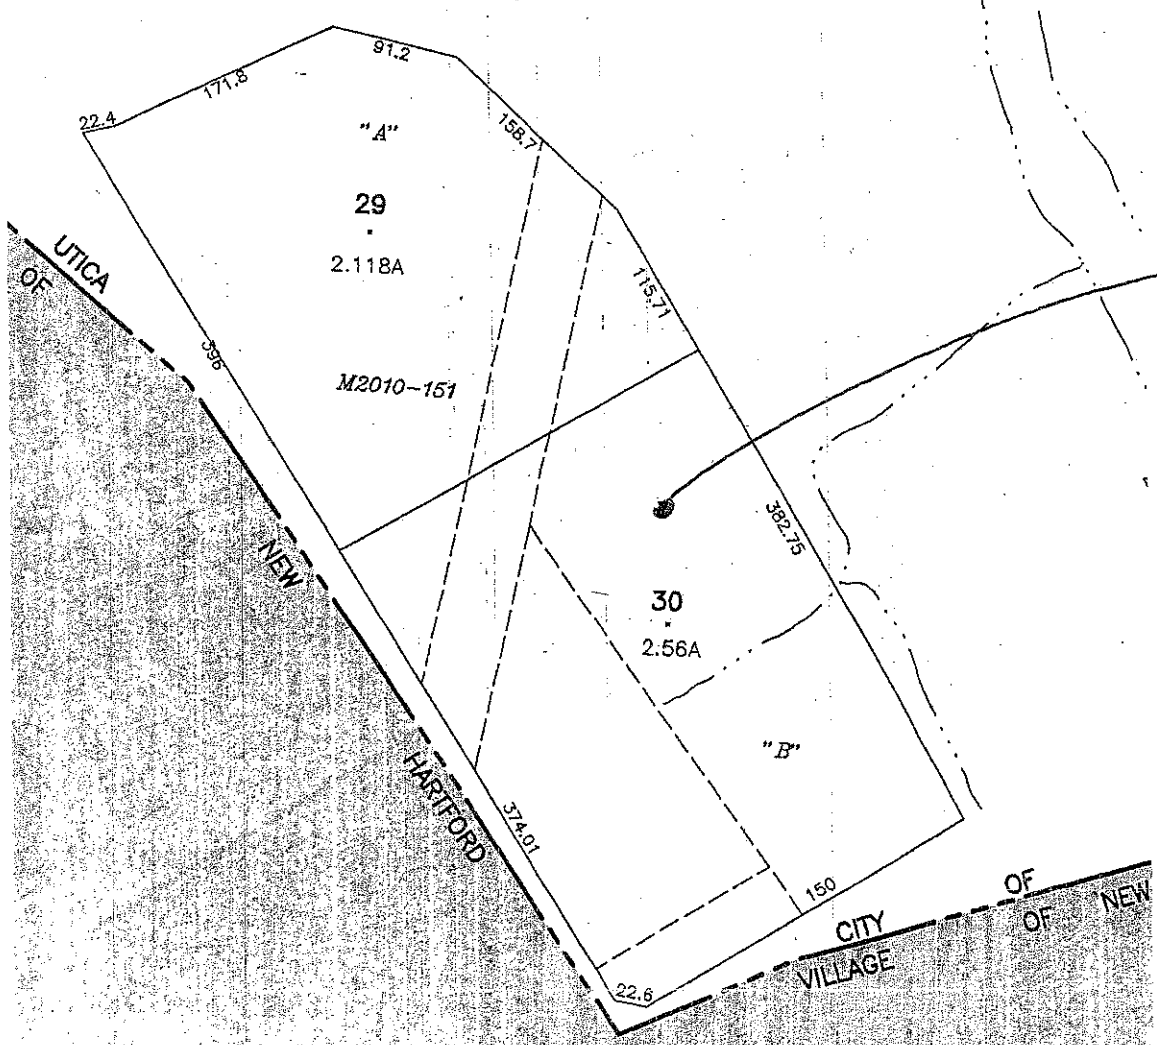 91.2
171.8
22.4
158.7
"A"
29
2.118A
UTICA
OF
115.71
396
M2010-151
382.75
NEW
30
2.56A
"B"
HARTFORD
374.01
150
OF
CITY
OF
NEW
VILLAGE
22.6